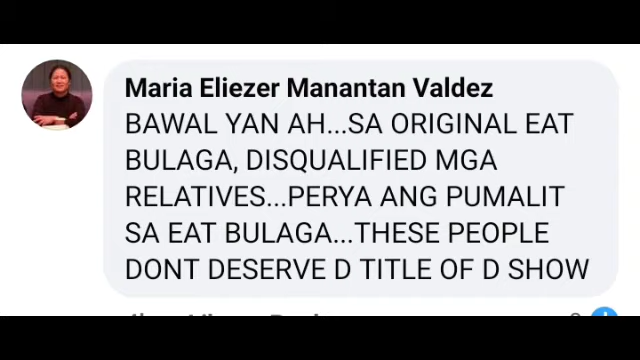 Maria Eliezer Manantan Valdez
BAWAL YAN AH...SA ORIGINAL EAT
BULAGA, DISQUALIFIED MGA
RELATIVES...PERYA ANG PUMALIT
SA EAT BULAGA...THESE PEOPLE
DONT DESERVE D TITLE OF D SHOW